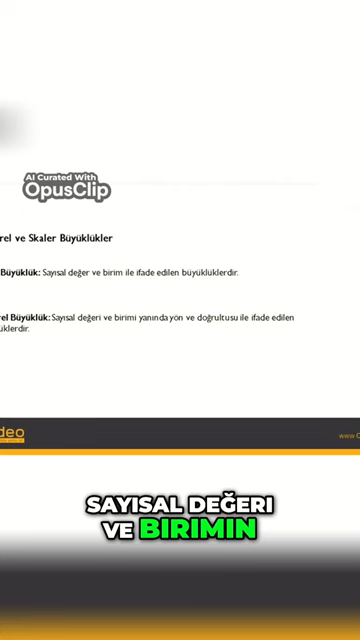 AI Curated With
OpusClip
rel ve Skaler Büyüklükler
Büyüklük: Sayısal değer ve birim ile ifade edilen büyüklüklerdir.
rel Büyüklük: Sayısal değeri ve birimi yanında yön ve doğrultusu ile ifade edilen
üklerdir.
deo
www.
SAYISAL DEĞERI
VE BIRIMIN